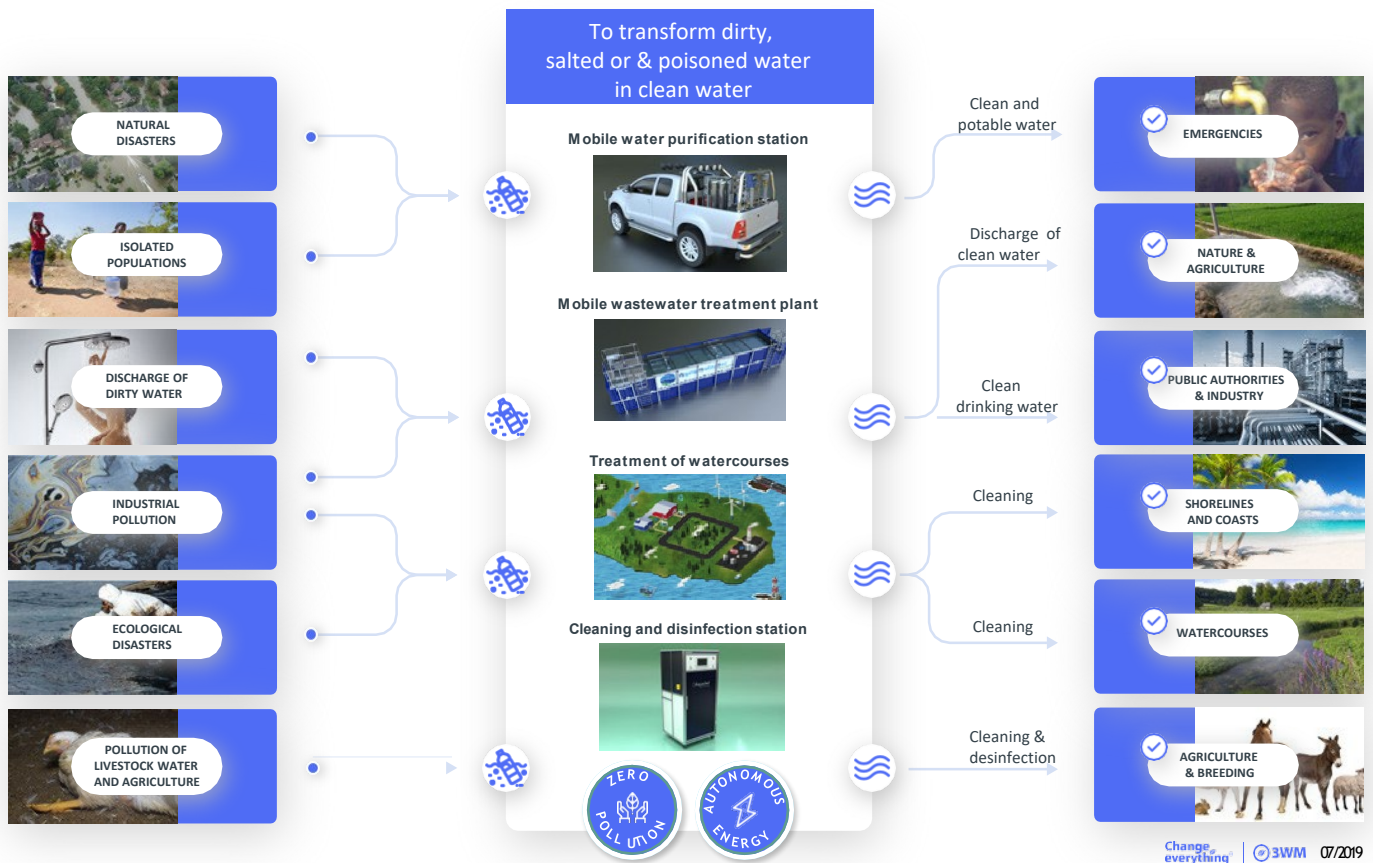 To transform dirty,
salted or & poisoned water
in clean water
NATURAL
DISASTERS
ISOLATED
POPULATIONS
DISCHARGE OF
DIRTY WATER
INDUSTRIAL
POLLUTION
ECOLOGICAL
DISASTERS
POLLUTION OF
LIVESTOCK WATER
AND AGRICULTURE
Mobile water purification station
Mobile wastewater treatment plant
Treatment of watercourses
Cleaning and disinfection station
ZERO
POLLUTION
AUTONOMOUS
ENERGY
Clean and
potable water
Discharge of
clean water
Clean
drinking water
Cleaning
Cleaning
Cleaning &
desinfection
EMERGENCIES
NATURE &
AGRICULTURE
PUBLIC AUTHORITIES
& INDUSTRY
SHORELINES
AND COASTS
WATERCOURSES
AGRICULTURE
& BREEDING
Change
everything
3WM
07/2019